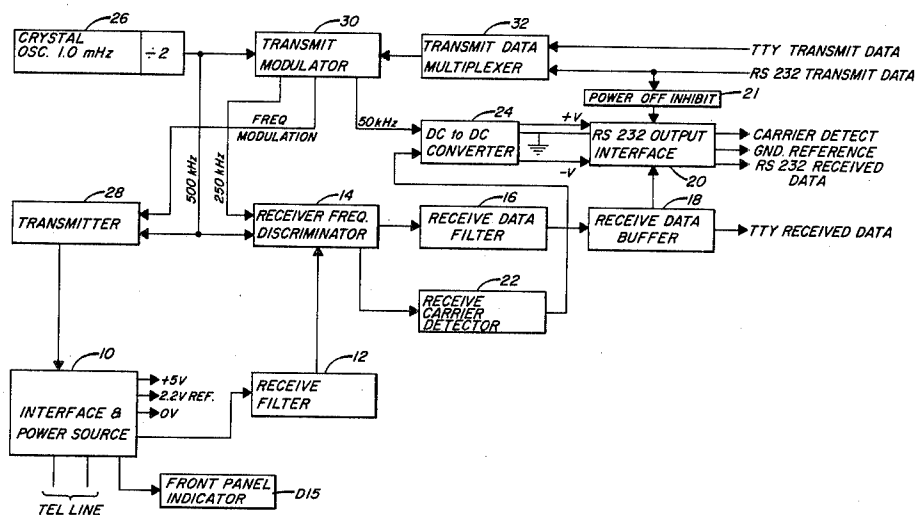 26
CRYSTAL
OSC. 1.0 mHz
÷2
30
TRANSMIT
MODULATOR
32
TRANSMIT DATA
MULTIPLEXER
TTY TRANSMIT DATA
RS 232 TRANSMIT DATA
21
POWER OFF INHIBIT
FREQ
MODULATION
500 kHz
250 kHz
50kHz
24
DC to DC
CONVERTER
+V
-V
RS 232 OUTPUT
INTERFACE
20
CARRIER DETECT
GND. REFERENCE
RS 232 RECEIVED
DATA
28
TRANSMITTER
14
RECEIVER FREQ.
DISCRIMINATOR
16
RECEIVE DATA
FILTER
18
RECEIVE DATA
BUFFER
TTY RECEIVED DATA
22
RECEIVE
CARRIER
DETECTOR
10
INTERFACE &
POWER SOURCE
+5V
2.2V REF.
0V
12
RECEIVE
FILTER
FRONT PANEL
INDICATOR
D15
TEL LINE